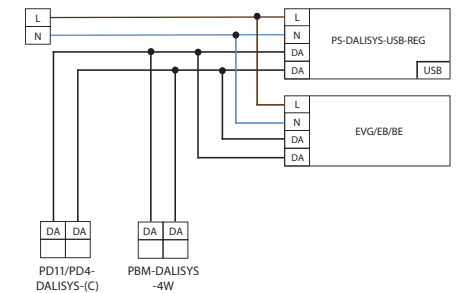 L
N
L
N
DA
DA
PS-DALISYS-USB-REG
USB
L
N
DA
DA
EVG/EB/BE
DA DA
DA DA
PD11/PD4-
DALISYS-(C)
PBM-DALISYS
-4W